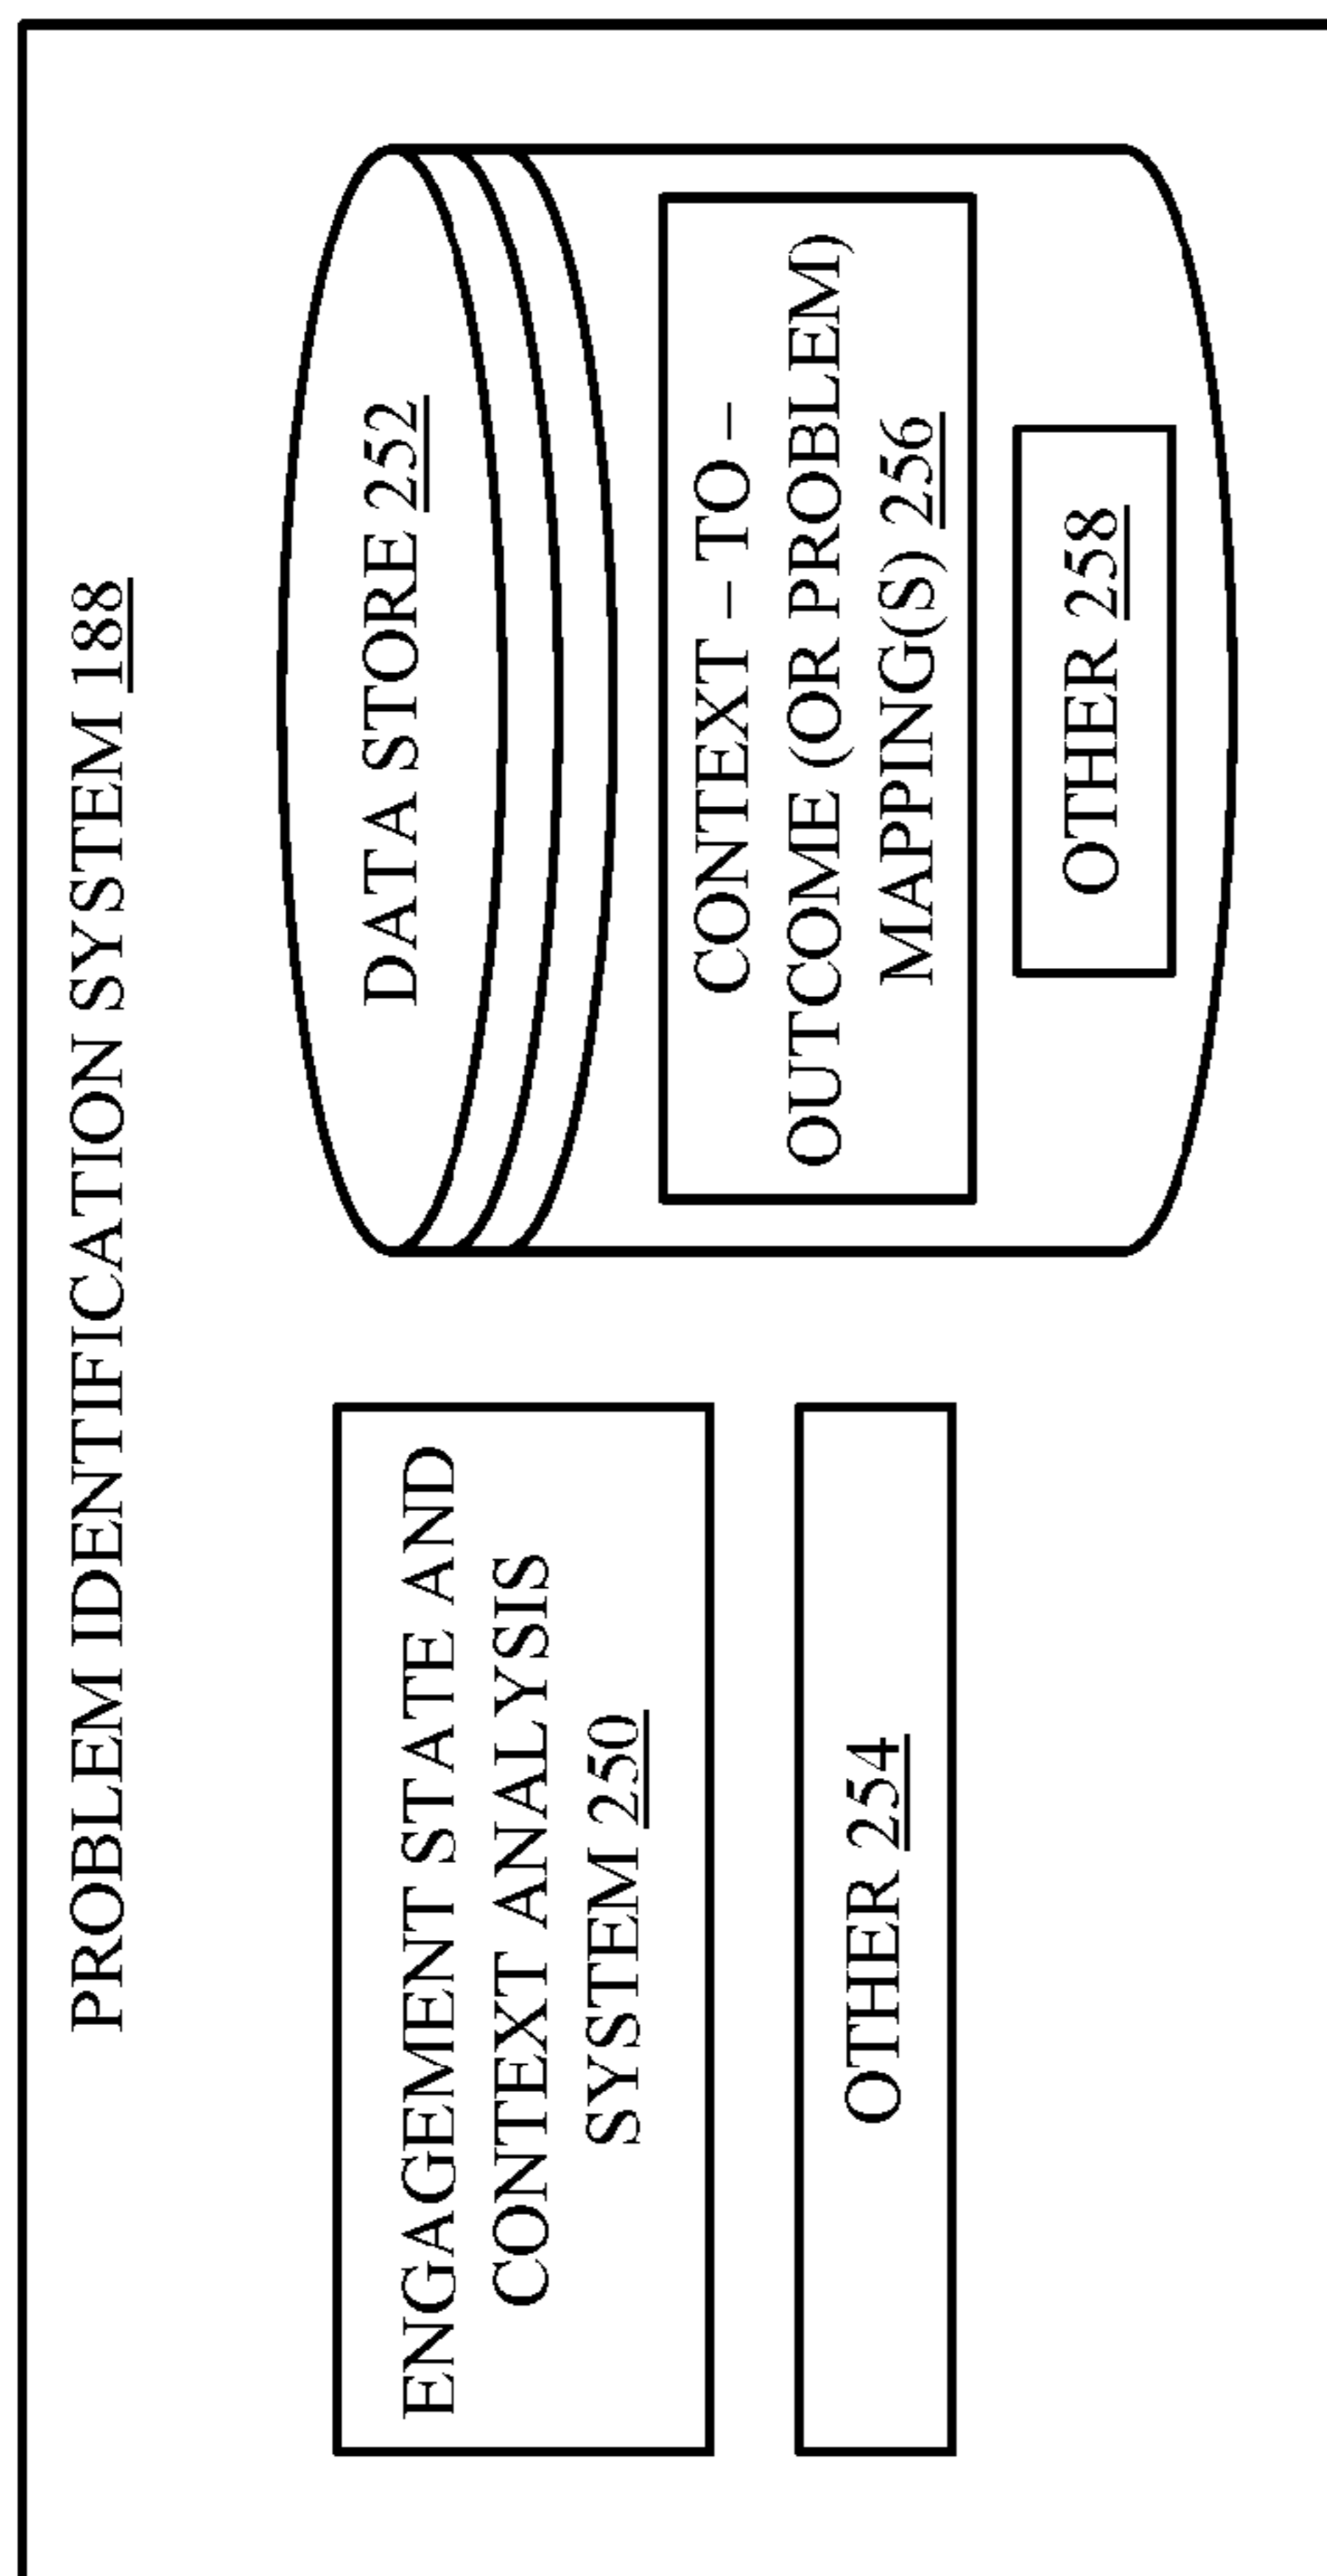 PROBLEM IDENTIFICATION SYSTEM 188
ENGAGEMENT STATE AND
CONTEXT ANALYSIS
SYSTEM 250
OTHER 254
DATA STORE 252
CONTEXT – TO –
OUTCOME (OR PROBLEM)
MAPPING(S) 256
OTHER 258